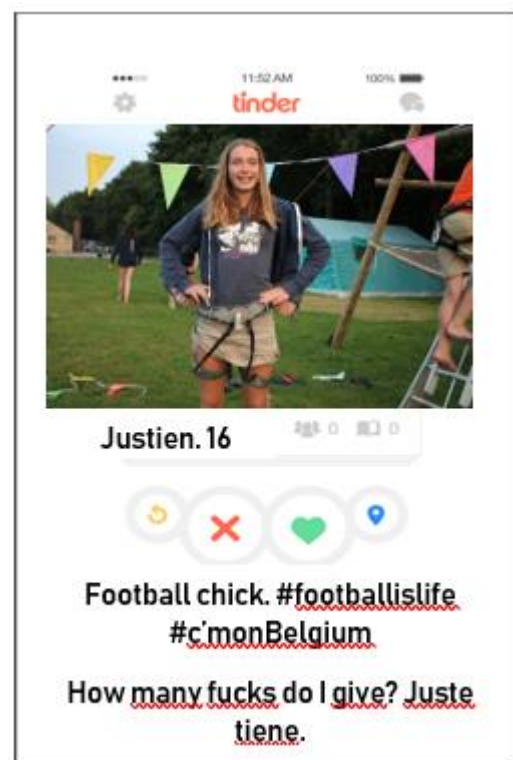 11:52 AM
100%
tinder
Justien. 16
0
0
Football chick. #footballislife
#c'monBelgium
How many fucks do I give? Juste
tiene.